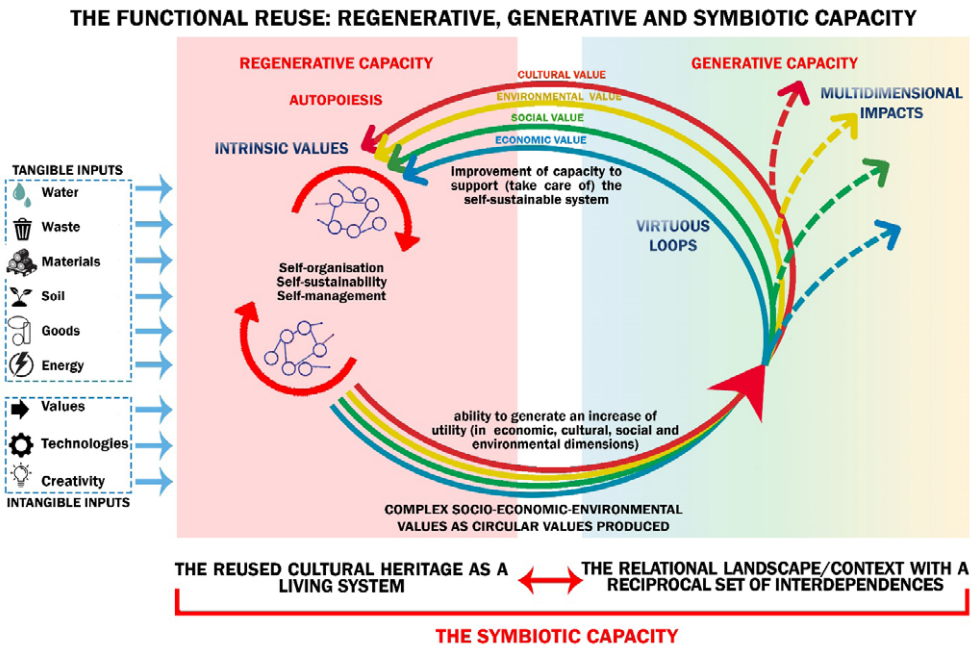 THE FUNCTIONAL REUSE: REGENERATIVE, GENERATIVE AND SYMBIOTIC CAPACITY
REGENERATIVE CAPACITY
AUTOPOIESIS
INTRINSIC VALUES
CULTURAL VALUE
ENVIRONMENTAL VALUE
SOCIAL VALUE
ECONOMIC VALUE
Improvement of capacity to
support (take care of) the
self-sustainable system
GENERATIVE CAPACITY
MULTIDIMENSIONAL
IMPACTS
VIRTUOUS
LOOPS
TANGIBLE INPUTS
Water
Waste
Materials
Soil
Goods
Energy
Values
Technologies
Creativity
INTANGIBLE INPUTS
Self-organisation
Self-sustainability
Self-management
ability to generate an increase of
utility (in economic, cultural, social and
environmental dimensions)
COMPLEX SOCIO-ECONOMIC-ENVIRONMENTAL
VALUES AS CIRCULAR VALUES PRODUCED
THE REUSED CULTURAL HERITAGE AS A
LIVING SYSTEM
THE RELATIONAL LANDSCAPE/CONTEXT WITH A
RECIPROCAL SET OF INTERDEPENDENCES
THE SYMBIOTIC CAPACITY